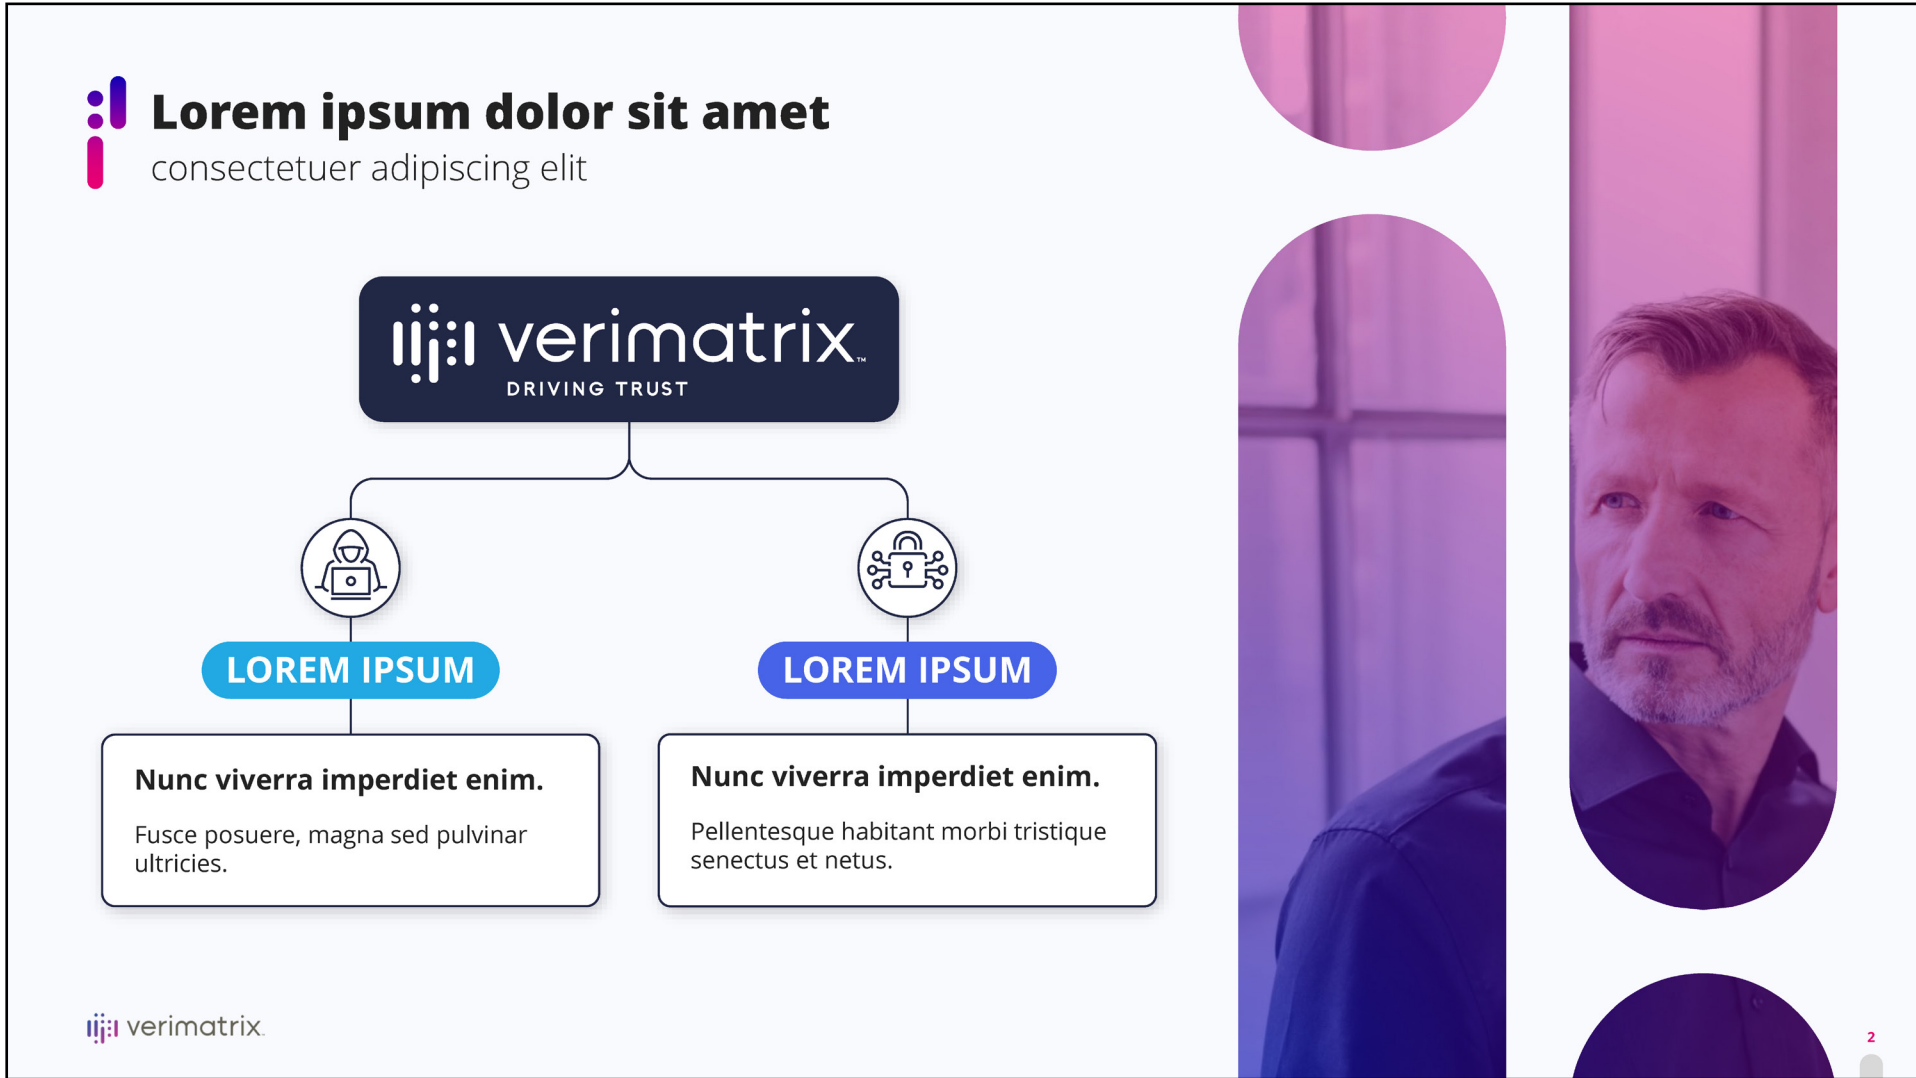 Lorem ipsum dolor sit amet
consectetuer adipiscing elit
verimatrix™
DRIVING TRUST
LOREM IPSUM
LOREM IPSUM
Nunc viverra imperdiet enim.
Fusce posuere, magna sed pulvinar
ultricies.
Nunc viverra imperdiet enim.
Pellentesque habitant morbi tristique
senectus et netus.
verimatrix
2